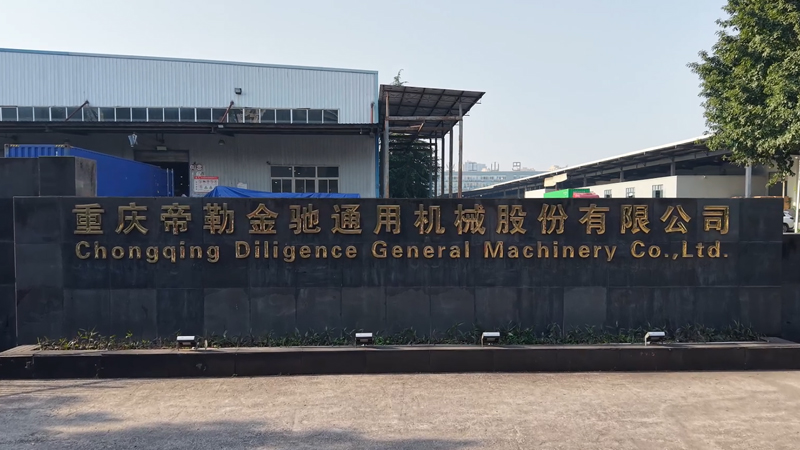 重庆帝勒金驰通用机械股份有限公司
Chongqing Diligence General Machinery Co.,Ltd.